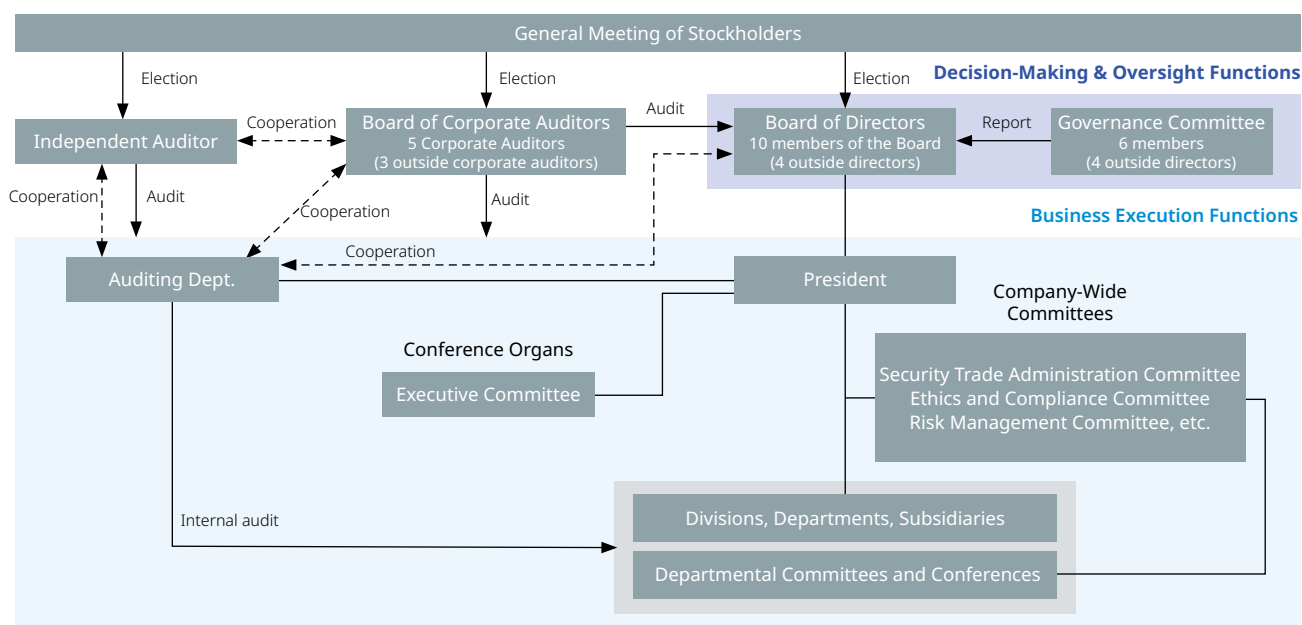 General Meeting of Stockholders
Election
Election
Election
Decision-Making & Oversight Functions
Independent Auditor
Cooperation
Board of Corporate Auditors
5 Corporate Auditors
(3 outside corporate auditors)
Audit
Board of Directors
10 members of the Board
(4 outside directors)
Report
Governance Committee
6 members
(4 outside directors)
Cooperation
Audit
Cooperation
Audit
Business Execution Functions
Cooperation
Auditing Dept.
President
Company-Wide
Committees
Conference Organs
Executive Committee
Security Trade Administration Committee
Ethics and Compliance Committee
Risk Management Committee, etc.
Internal audit
Divisions, Departments, Subsidiaries
Departmental Committees and Conferences